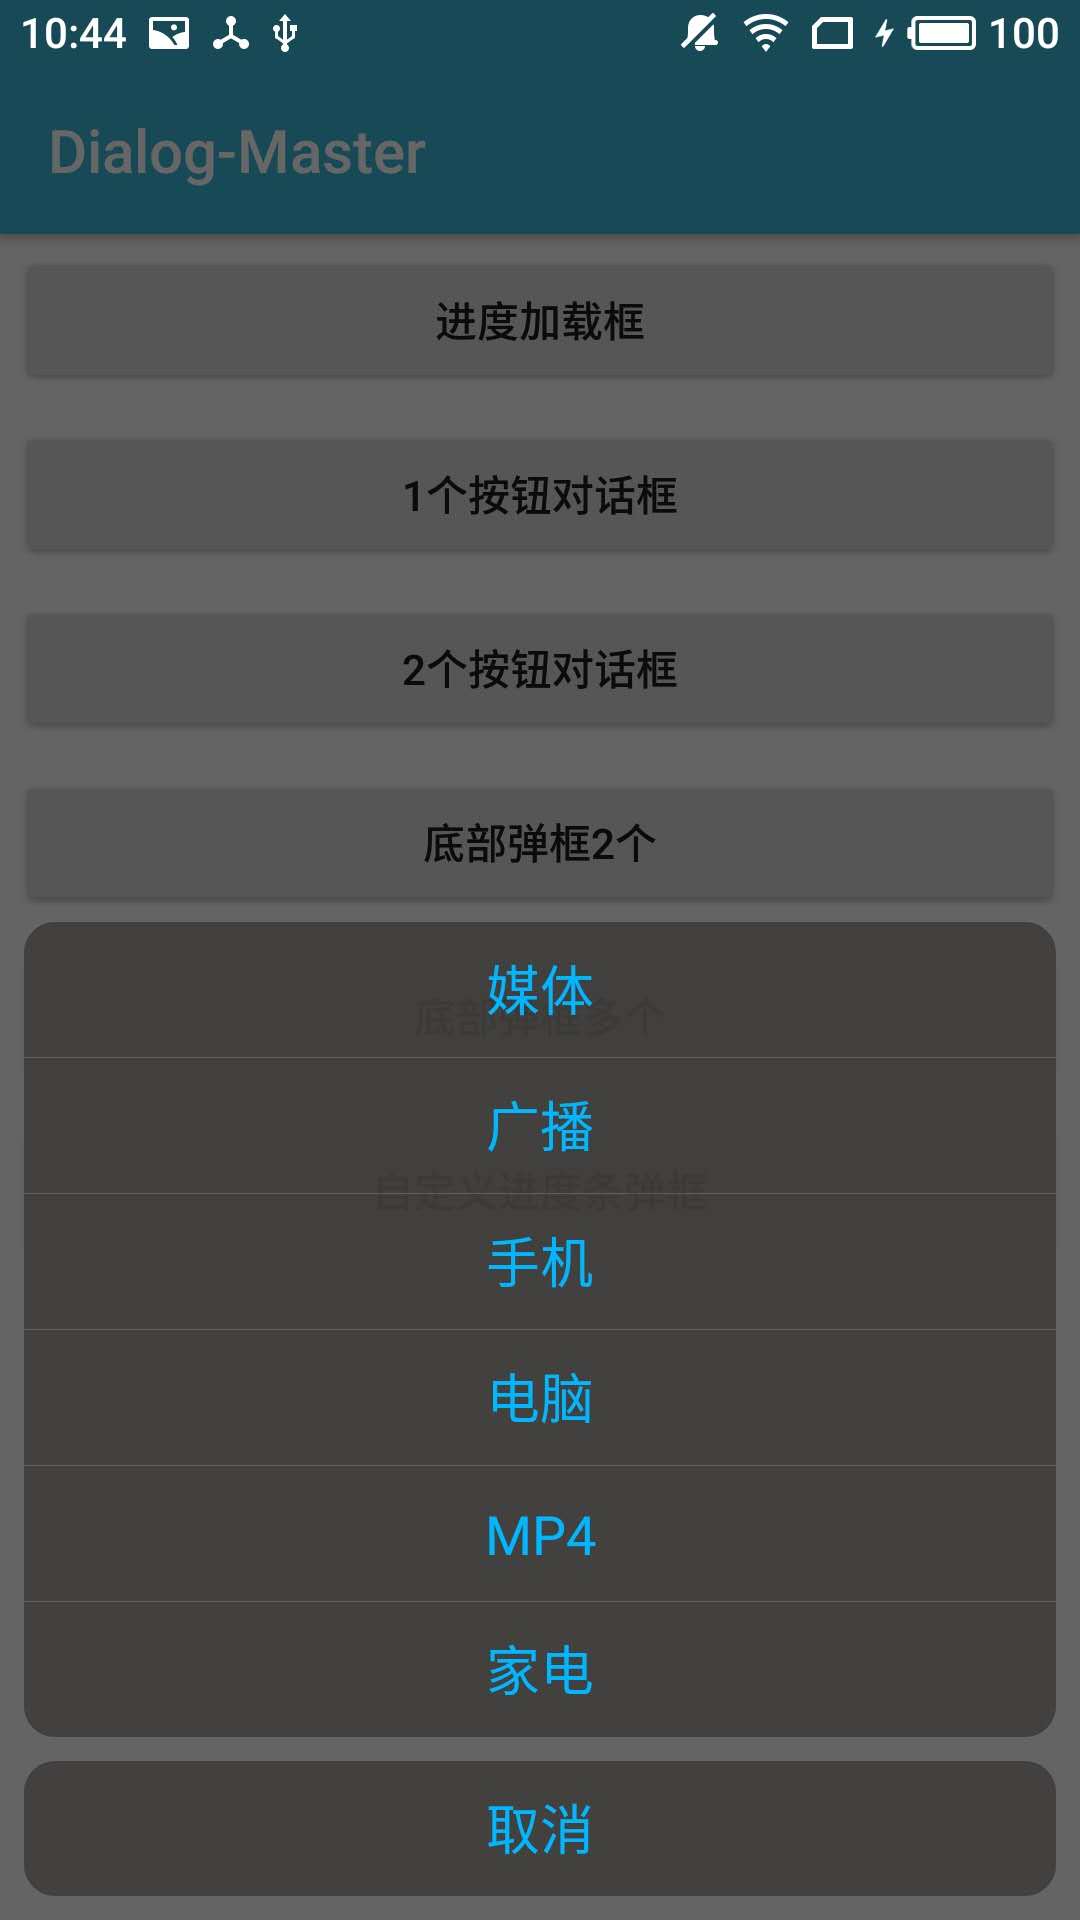 10:44
100
Dialog-Master
进度加载框
1个按钮对话框
2个按钮对话框
底部弹框2个
媒体
底部弹框多个
广播
自定义进度条弹框
手机
电脑
MP4
家电
取消